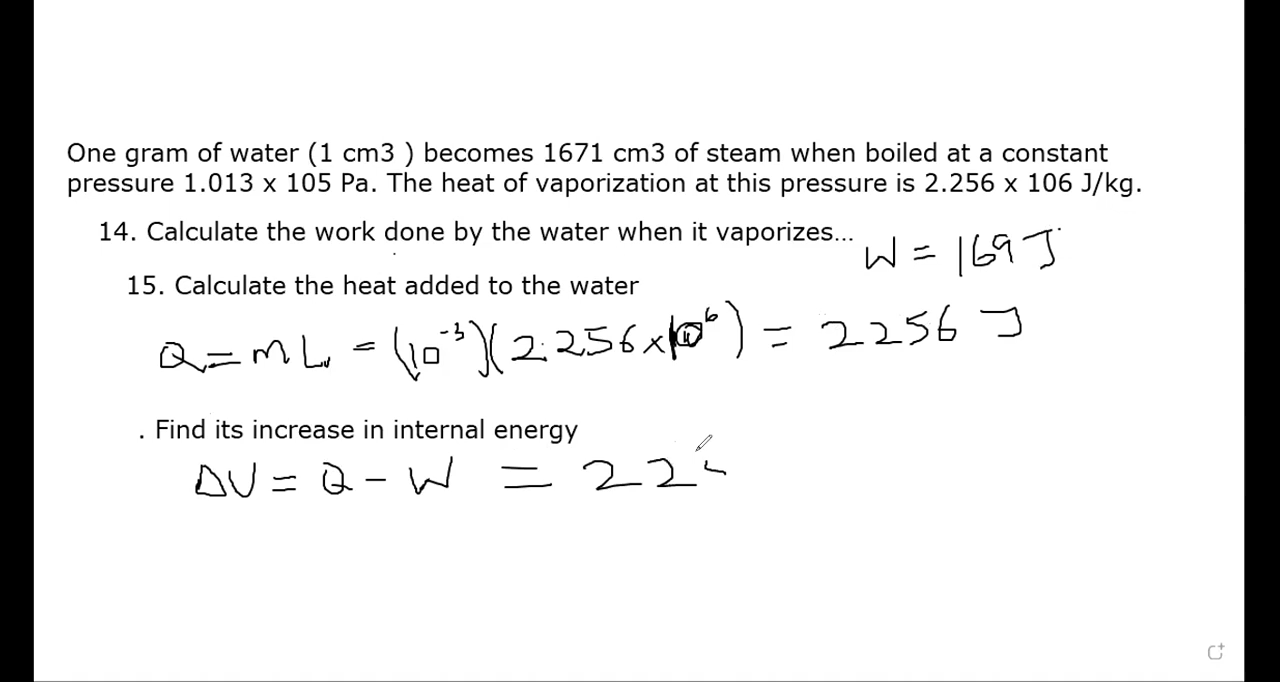 One gram of water (1 cm3 ) becomes 1671 cm3 of steam when boiled at a constant
pressure 1.013 x 105 Pa. The heat of vaporization at this pressure is 2.256 x 106 J/kg.
14. Calculate the work done by the water when it vaporizes...
W = 169 J
15. Calculate the heat added to the water
Q = m Lv = (10⁻³)(2.256 x 10⁶) = 2256 J
. Find its increase in internal energy
ΔU = Q - W = 22